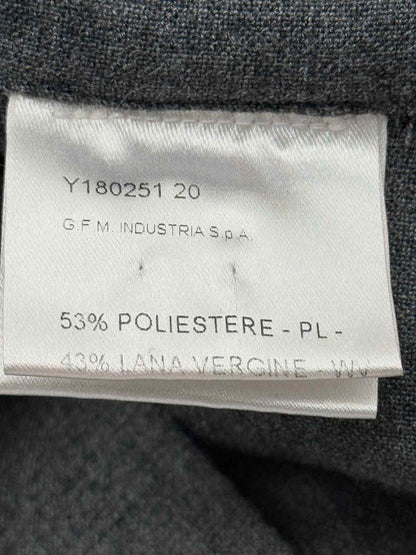 Y180251 20
G.F.M. INDUSTRIA S.p.A.
53% POLIESTERE - PL -
43% LANA VERGINE - WV